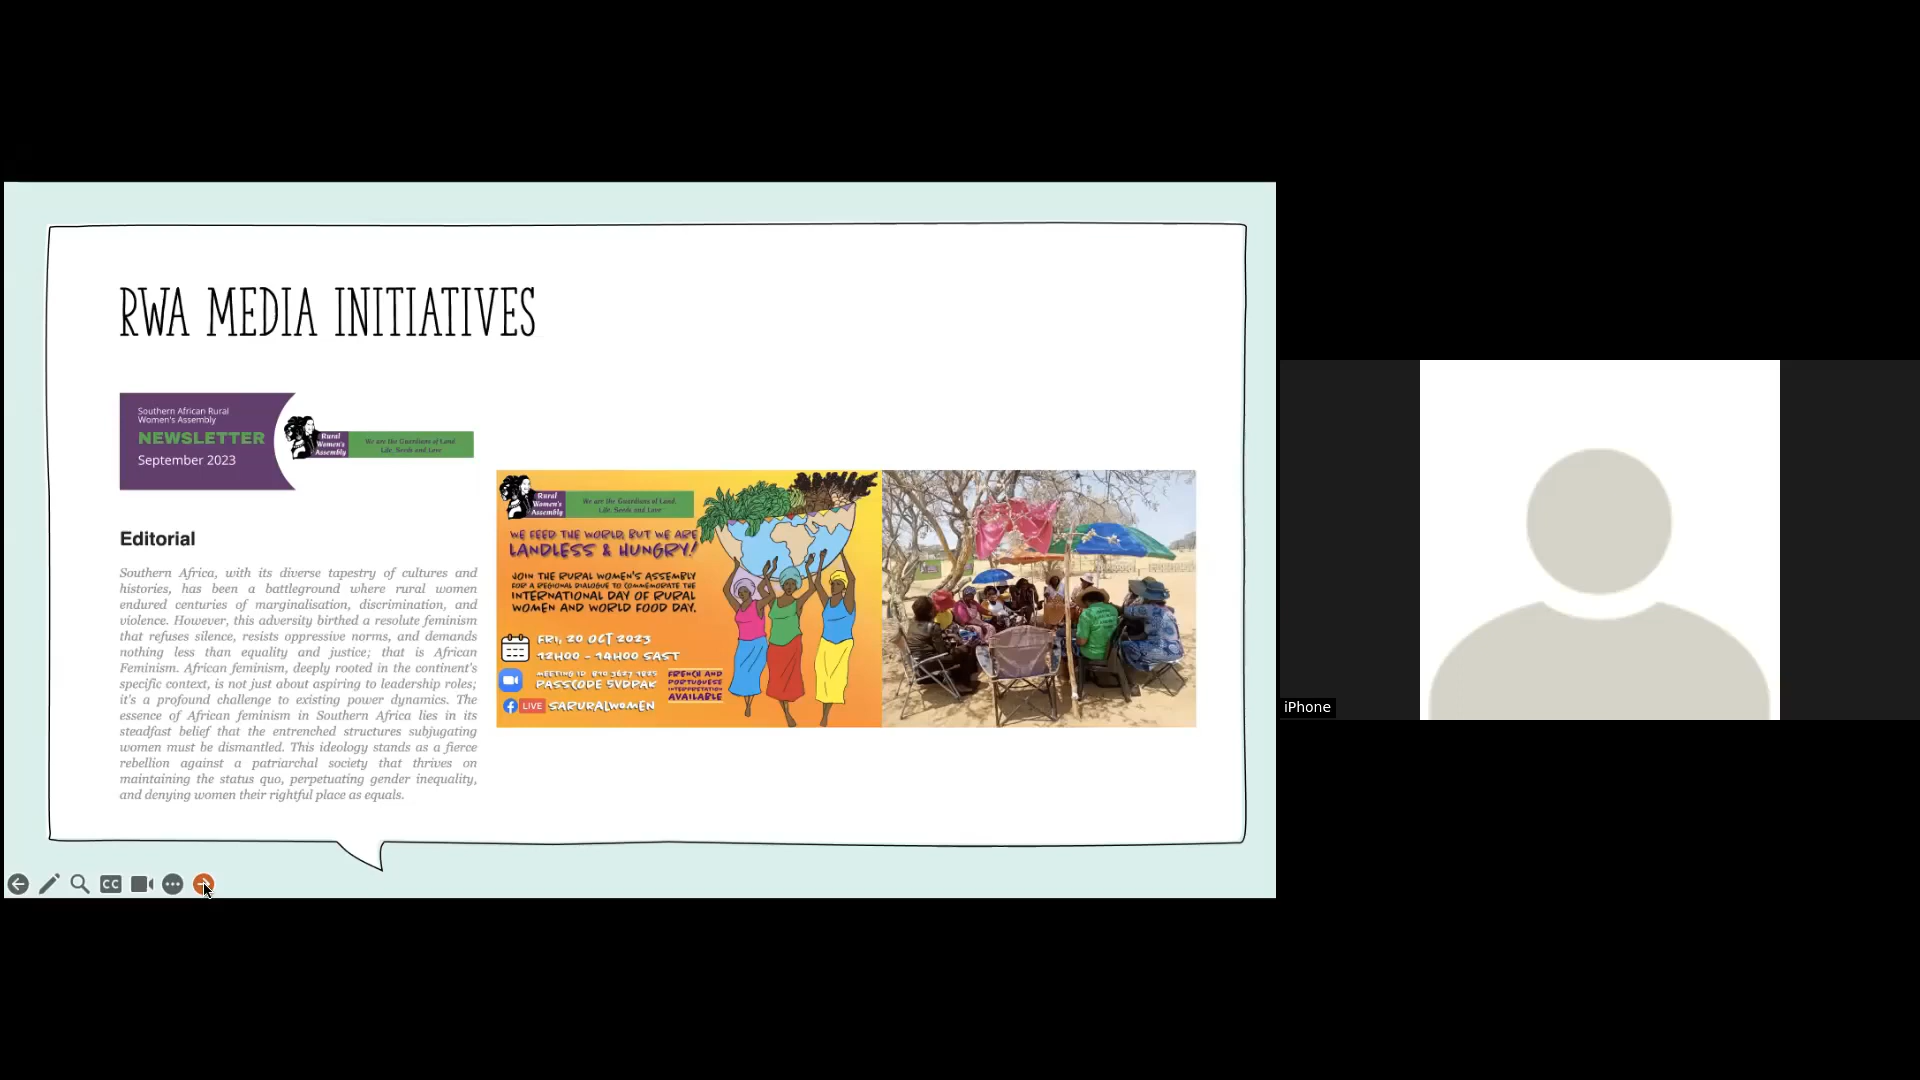 RWA MEDIA INITIATIVES
Southern African Rural
Women's Assembly
NEWSLETTER
September 2023
Rural
Women's
Assembly
We are the Guardians of Land
Life, Seeds and Love
Editorial
Southern Africa, with its diverse tapestry of cultures and
histories, has been a battleground where rural women
endured centuries of marginalisation, discrimination, and
violence. However, this adversity birthed a resolute feminism
that refuses silence, resists oppressive norms, and demands
nothing less than equality and justice; that is African
Feminism. African feminism, deeply rooted in the continent's
specific context, is not just about aspiring to leadership roles;
it's a profound challenge to existing power dynamics. The
essence of African feminism in Southern Africa lies in its
steadfast belief that the entrenched structures subjugating
women must be dismantled. This ideology stands as a fierce
rebellion against a patriarchal society that thrives on
maintaining the status quo, perpetuating gender inequality,
and denying women their rightful place as equals.
Rural
Women's
Assembly
We are the Guardians of Land,
Life, Seeds and Love
WE FEED THE WORLD, BUT WE ARE
LANDLESS & HUNGRY!
JOIN THE RURAL WOMEN'S ASSEMBLY
FOR A REGIONAL DIALOGUE TO COMMEMORATE THE
INTERNATIONAL DAY OF RURAL
WOMEN AND WORLD FOOD DAY.
FRI, 20 OCT 2023
12H00 - 14H00 SAST
MEETING ID
PASSCODE 5VDPAK
FRENCH AND
PORTUGUESE
INTERPRETATION
AVAILABLE
LIVE SARURALWOMEN
CC
iPhone